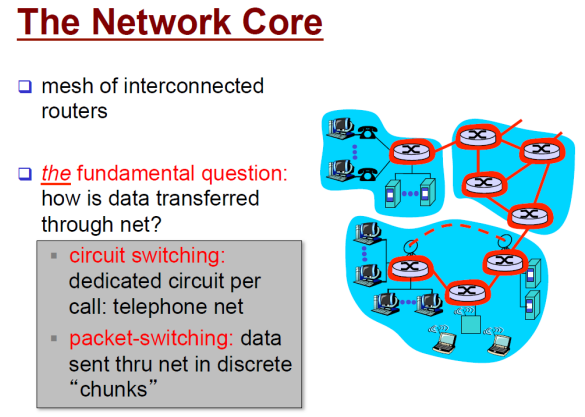 The Network Core
mesh of interconnected
routers
the fundamental question:
how is data transferred
through net?
circuit switching:
dedicated circuit per
call: telephone net
packet-switching: data
sent thru net in discrete
“chunks”